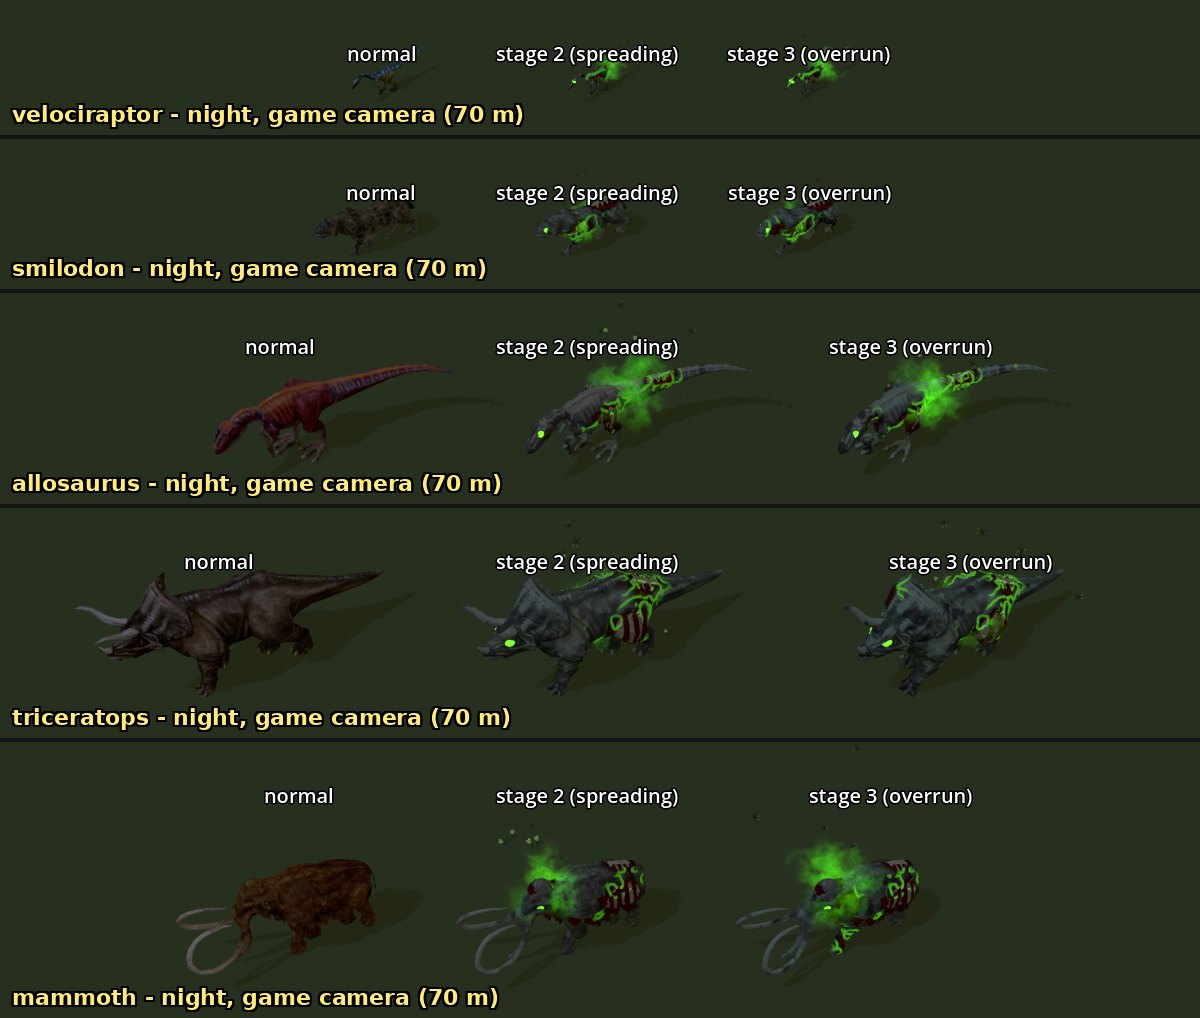 normal
stage 2 (spreading)
stage 3 (overrun)
velociraptor - night, game camera (70 m)
normal
stage 2 (spreading)
stage 3 (overrun)
smilodon - night, game camera (70 m)
normal
stage 2 (spreading)
stage 3 (overrun)
allosaurus - night, game camera (70 m)
normal
stage 2 (spreading)
stage 3 (overrun)
triceratops - night, game camera (70 m)
normal
stage 2 (spreading)
stage 3 (overrun)
mammoth - night, game camera (70 m)